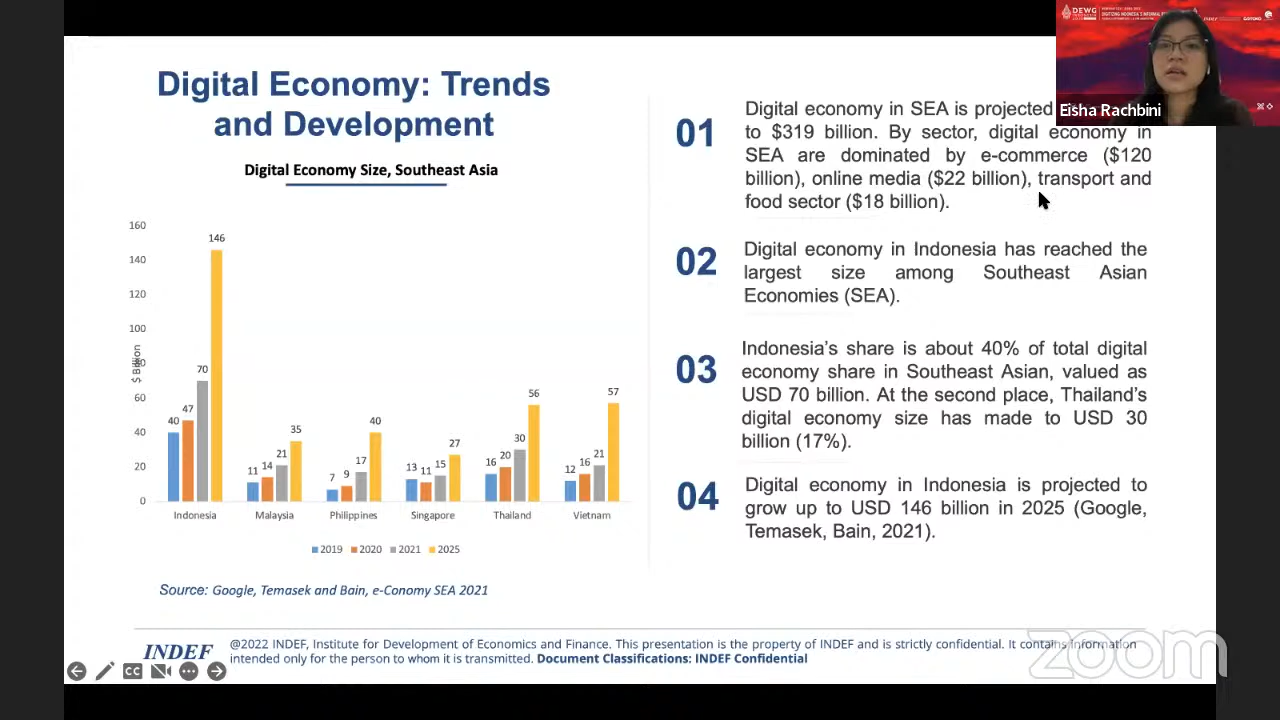 DEWG
Eisha Rachbini
Digital Economy: Trends
and Development
Digital Economy Size, Southeast Asia
160
140
120
100
80
60
40
20
0
$ Billion
40 47 70 146
11 14 21 35
7 9 17 40
13 11 15 27
16 20 30 56
12 16 21 57
Indonesia Malaysia Philippines Singapore Thailand Vietnam
2019 2020 2021 2025
Source: Google, Temasek and Bain, e-Conomy SEA 2021
01
Digital economy in SEA is projected
to $319 billion. By sector, digital economy in
SEA are dominated by e-commerce ($120
billion), online media ($22 billion), transport and
food sector ($18 billion).
02
Digital economy in Indonesia has reached the
largest size among Southeast Asian
Economies (SEA).
03
Indonesia's share is about 40% of total digital
economy share in Southeast Asian, valued as
USD 70 billion. At the second place, Thailand's
digital economy size has made to USD 30
billion (17%).
04
Digital economy in Indonesia is projected to
grow up to USD 146 billion in 2025 (Google,
Temasek, Bain, 2021).
INDEF
@2022 INDEF, Institute for Development of Economics and Finance. This presentation is the property of INDEF and is strictly confidential. It contains information
intended only for the person to whom it is transmitted. Document Classifications: INDEF Confidential
CC
zoom